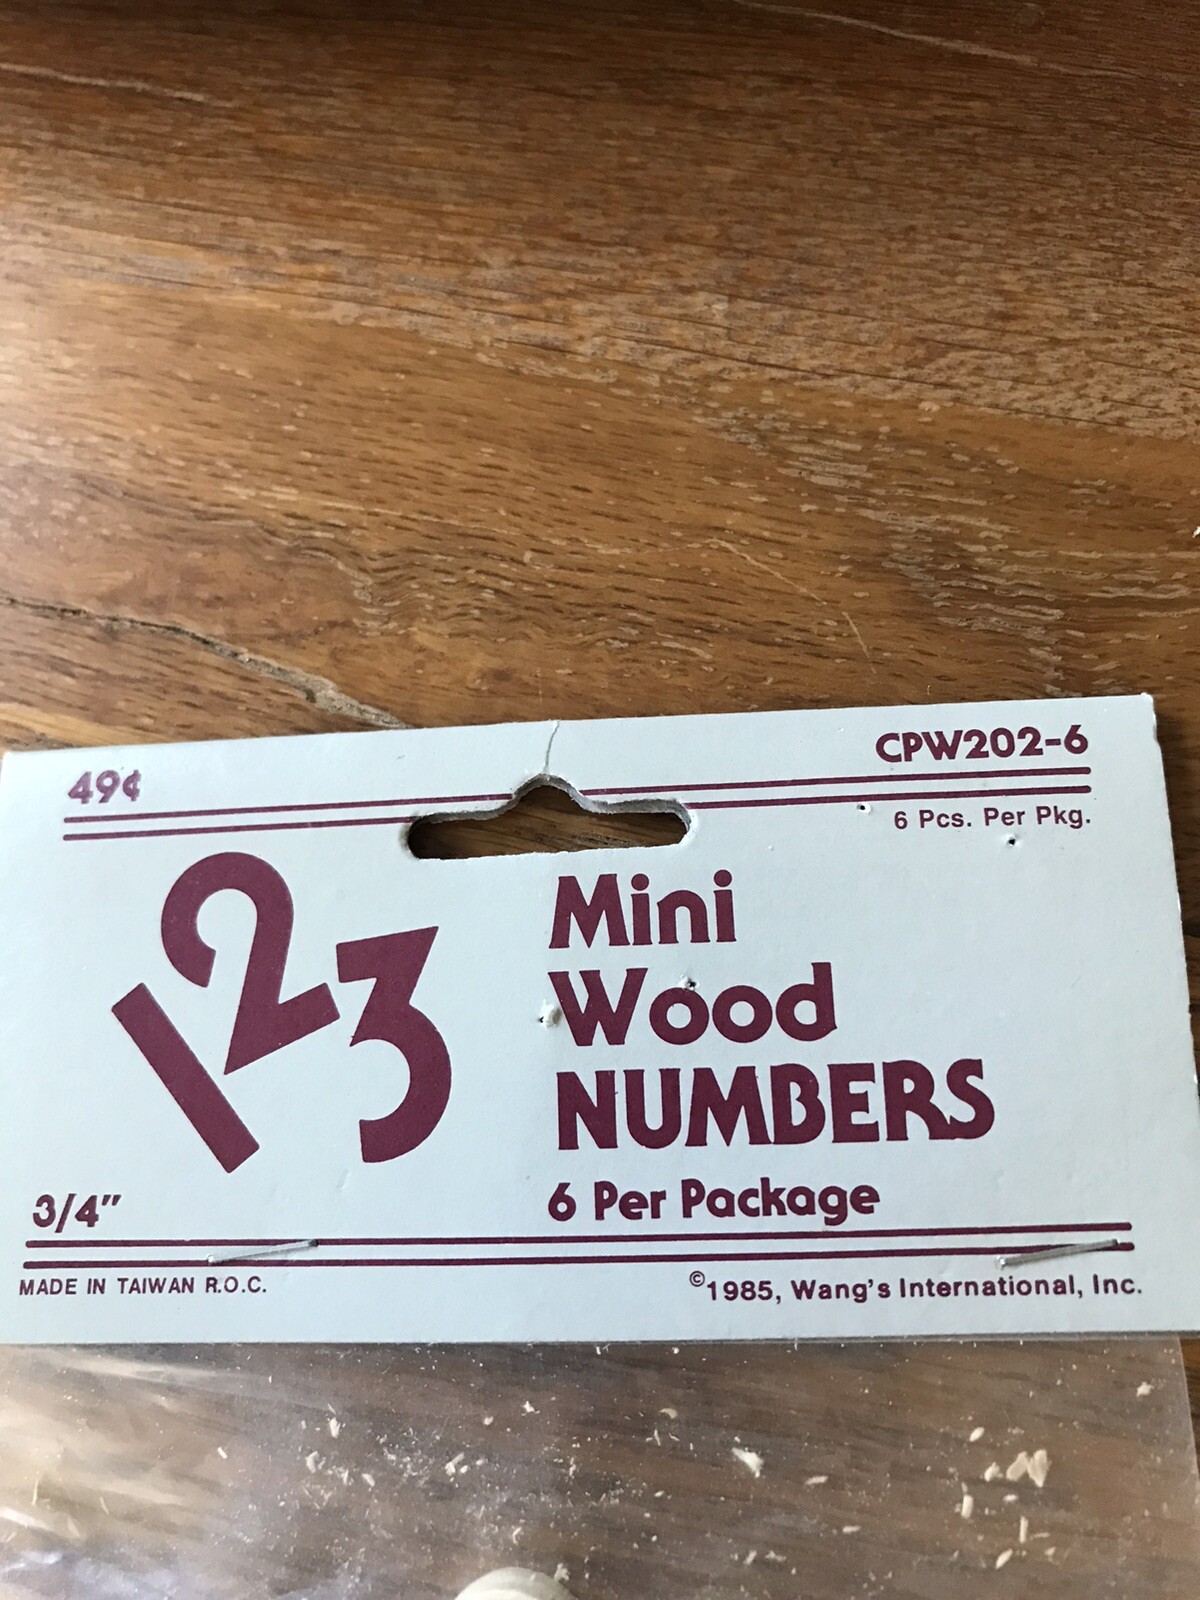 49¢
CPW202-6
6 Pcs. Per Pkg.
123
Mini
Wood
NUMBERS
6 Per Package
3/4"
MADE IN TAIWAN R.O.C.
©1985, Wang's International, Inc.